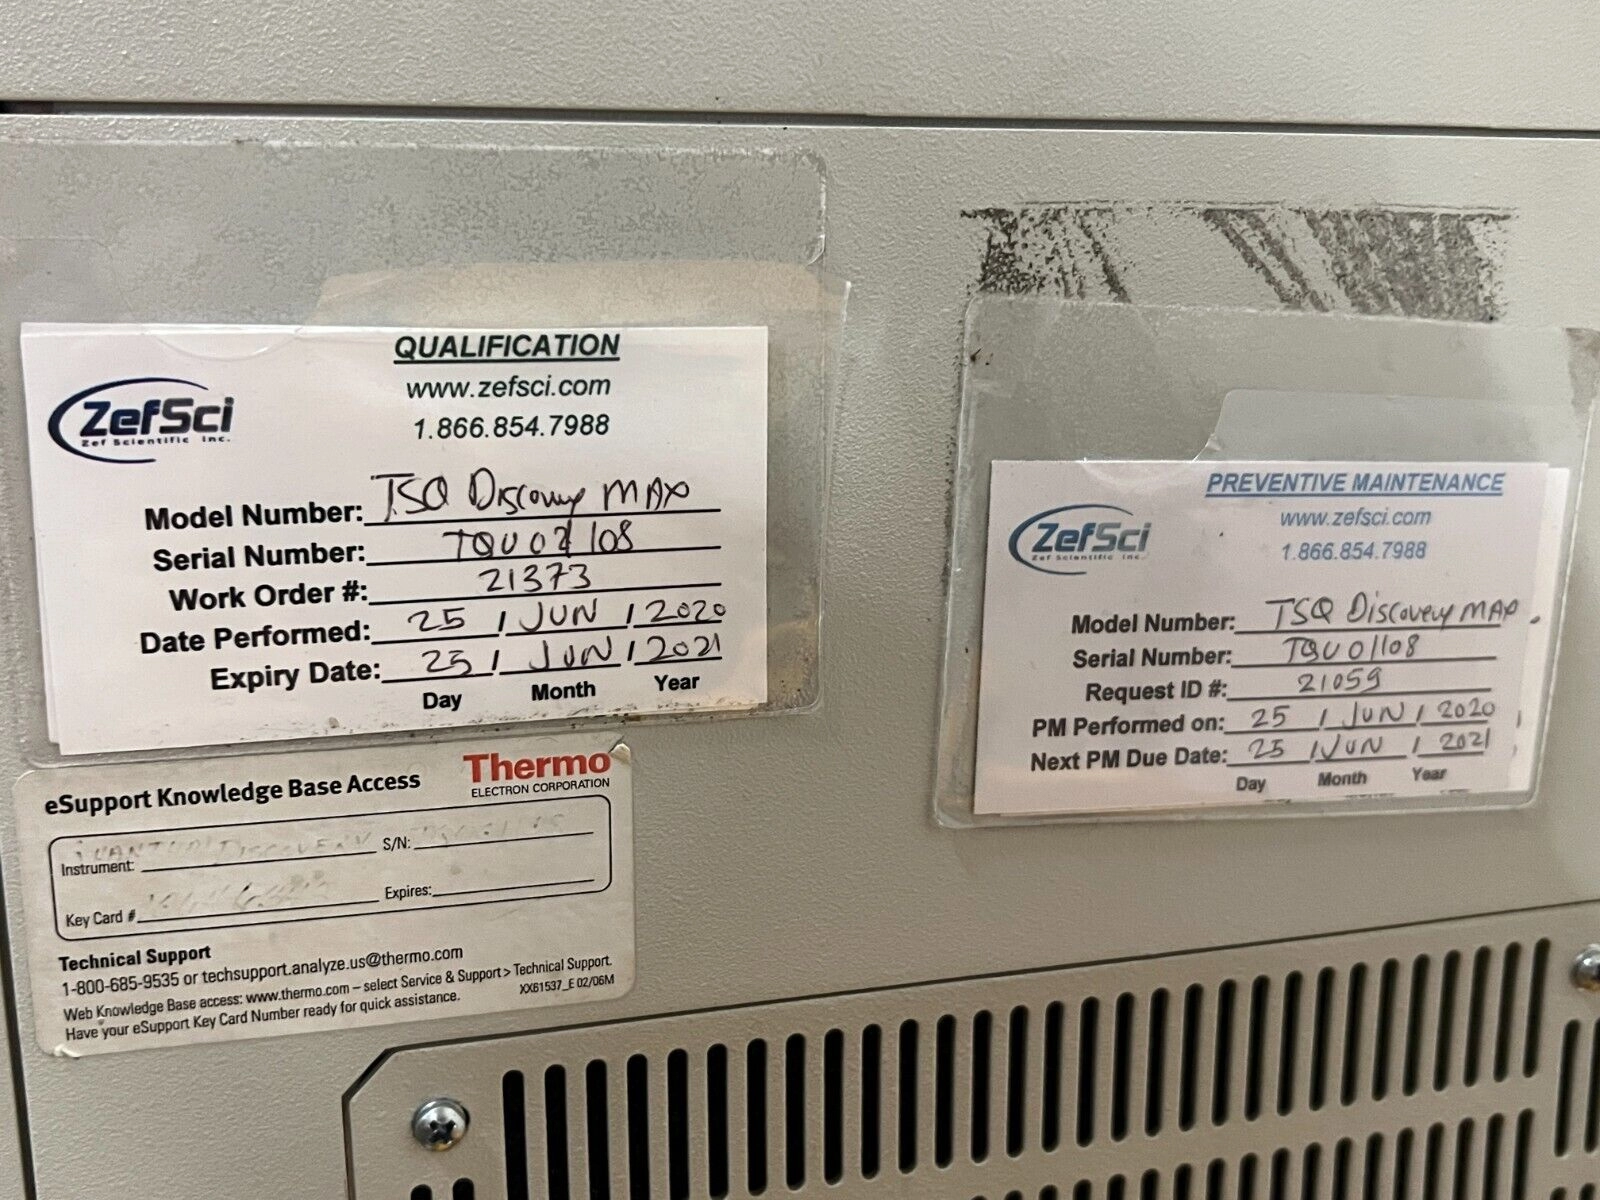 QUALIFICATION
www.zefsci.com
1.866.854.7988
ZefSci
Zef Scientific Inc.
Model Number: TSQ Discovery MAX
Serial Number:
Work Order #: 21373
Date Performed: 25 / JUN / 2020
Expiry Date: 25 / JUN / 2021
Day Month Year
PREVENTIVE MAINTENANCE
www.zefsci.com
1.866.854.7988
ZefSci
Zef Scientific Inc.
Model Number: TSQ Discovery MAX
Serial Number: TQU01108
Request ID #: 21059
PM Performed on: 25 / JUN / 2020
Next PM Due Date: 25 / JUN / 2021
Day Month Year
eSupport Knowledge Base Access
Thermo
ELECTRON CORPORATION
Instrument: DISCOVERY S/N:
Key Card # Expires:
Technical Support
1-800-685-9535 or techsupport.analyze.us@thermo.com
Web Knowledge Base access: www.thermo.com – select Service & Support > Technical Support.
Have your eSupport Key Card Number ready for quick assistance.
XX61537_E 02/06M